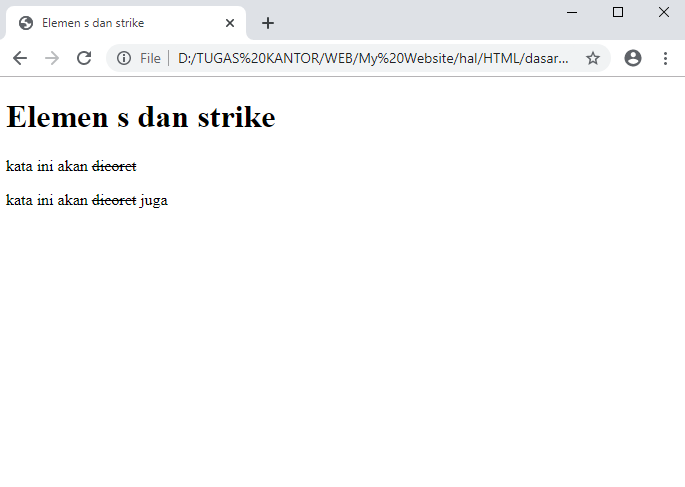 Elemen s dan strike
File D:/TUGAS%20KANTOR/WEB/My%20Website/hal/HTML/dasar...
Elemen s dan strike
kata ini akan dicoret
kata ini akan dicoret juga